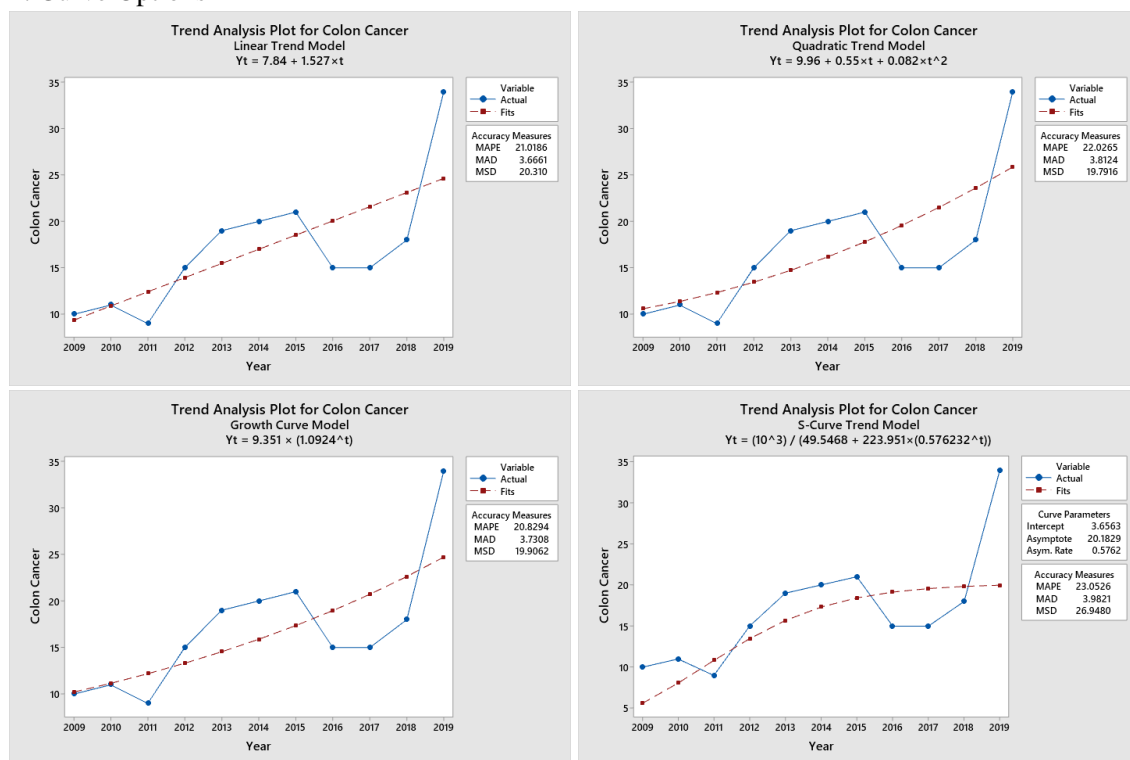 Trend Analysis Plot for Colon Cancer
Linear Trend Model
Yt = 7.84 + 1.527×t
35
30
25
20
15
10
Colon Cancer
2009 2010 2011 2012 2013 2014 2015 2016 2017 2018 2019
Year
Variable
Actual
Fits
Accuracy Measures
MAPE 21.0186
MAD 3.6661
MSD 20.310
Trend Analysis Plot for Colon Cancer
Quadratic Trend Model
Yt = 9.96 + 0.55×t + 0.082×t^2
35
30
25
20
15
10
Colon Cancer
2009 2010 2011 2012 2013 2014 2015 2016 2017 2018 2019
Year
Variable
Actual
Fits
Accuracy Measures
MAPE 22.0265
MAD 3.8124
MSD 19.7916
Trend Analysis Plot for Colon Cancer
Growth Curve Model
Yt = 9.351 × (1.0924^t)
35
30
25
20
15
10
Colon Cancer
2009 2010 2011 2012 2013 2014 2015 2016 2017 2018 2019
Year
Variable
Actual
Fits
Accuracy Measures
MAPE 20.8294
MAD 3.7308
MSD 19.9062
Trend Analysis Plot for Colon Cancer
S-Curve Trend Model
Yt = (10^3) / (49.5468 + 223.951×(0.576232^t))
35
30
25
20
15
10
5
Colon Cancer
2009 2010 2011 2012 2013 2014 2015 2016 2017 2018 2019
Year
Variable
Actual
Fits
Curve Parameters
Intercept 3.6563
Asymptote 20.1829
Asym. Rate 0.5762
Accuracy Measures
MAPE 23.0526
MAD 3.9821
MSD 26.9480